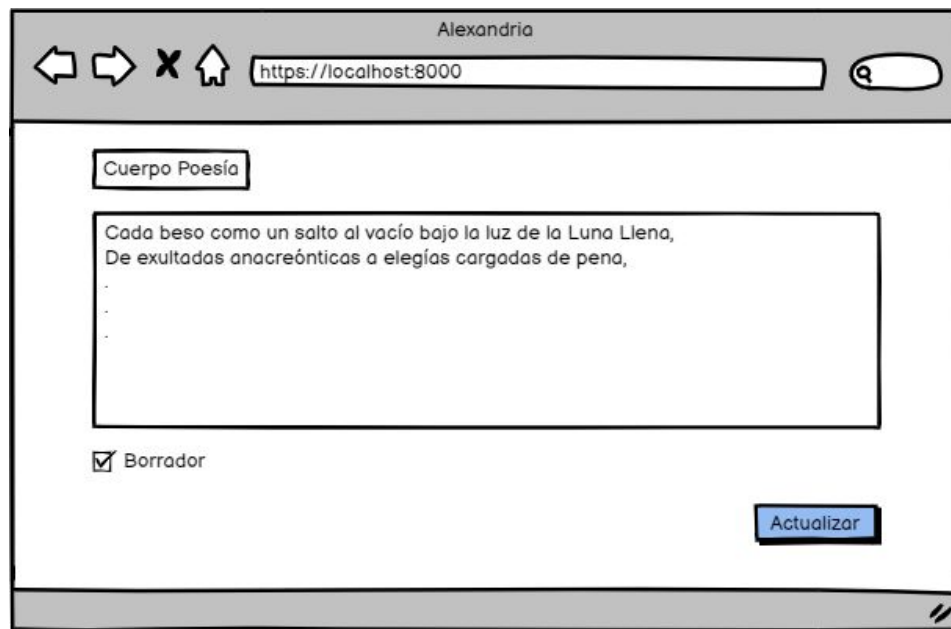 Alexandria
https://localhost:8000
Cuerpo Poesía
Cada beso como un salto al vacío bajo la luz de la Luna Llena,
De exultadas anacreónticas a elegías cargadas de pena,
.
.
.
Borrador
Actualizar